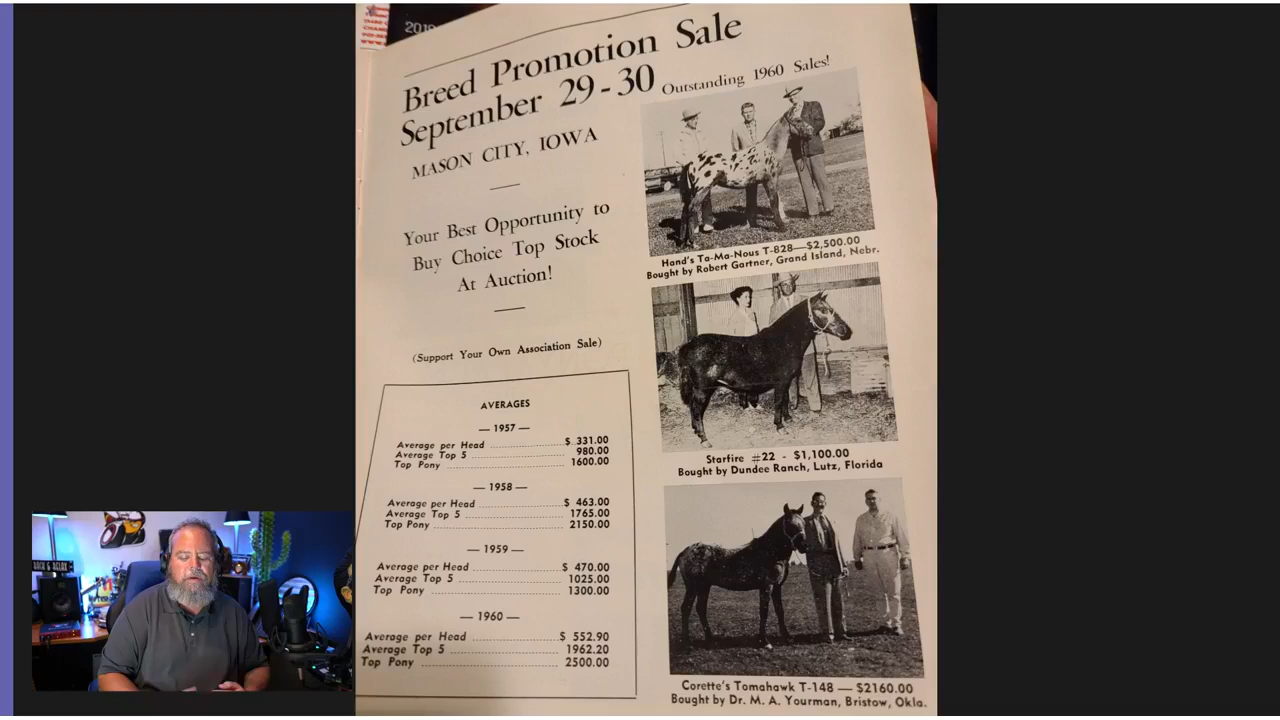 2019
Breed Promotion Sale
September 29-30
MASON CITY, IOWA
Your Best Opportunity to
Buy Choice Top Stock
At Auction!
(Support Your Own Association Sale)
AVERAGES
— 1957 —
Average per Head $ 331.00
Average Top 5 980.00
Top Pony 1600.00
— 1958 —
Average per Head $ 463.00
Average Top 5 1765.00
Top Pony 2150.00
— 1959 —
Average per Head $ 470.00
Average Top 5 1025.00
Top Pony 1300.00
— 1960 —
Average per Head $ 552.90
Average Top 5 1962.20
Top Pony 2500.00
Outstanding 1960 Sales!
Hand's Ta-Ma-Nous T-828—$2,500.00
Bought by Robert Gartner, Grand Island, Nebr.
Starfire #22 - $1,100.00
Bought by Dundee Ranch, Lutz, Florida
Corette's Tomahawk T-148 — $2160.00
Bought by Dr. M. A. Yourman, Bristow, Okla.